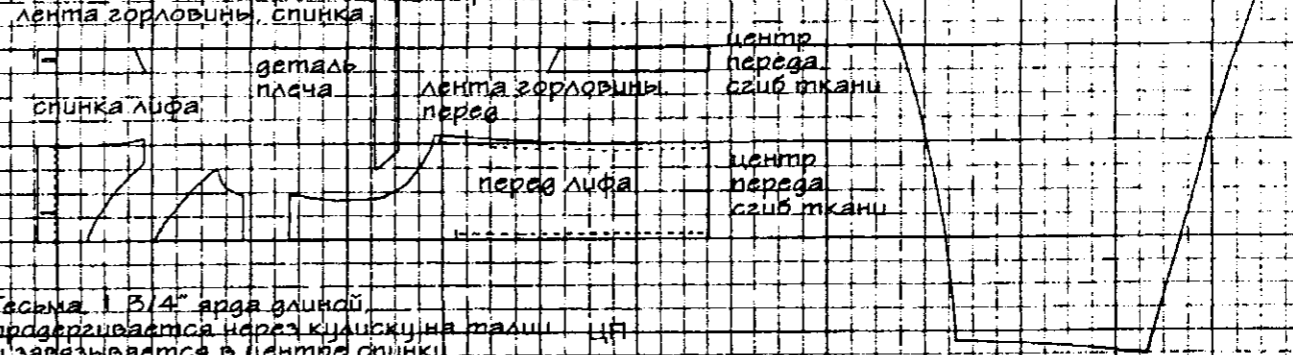 лента горловины, спинка
центр
переда
сгиб ткани
деталь
плеча
лента горловины
перед
спинка лифа
центр
переда
сгиб ткани
перед лифа
Тесьма 1 3/4" ярда длиной
продергивается через кулиску на талии
ЦП
и завязывается в центре спинки